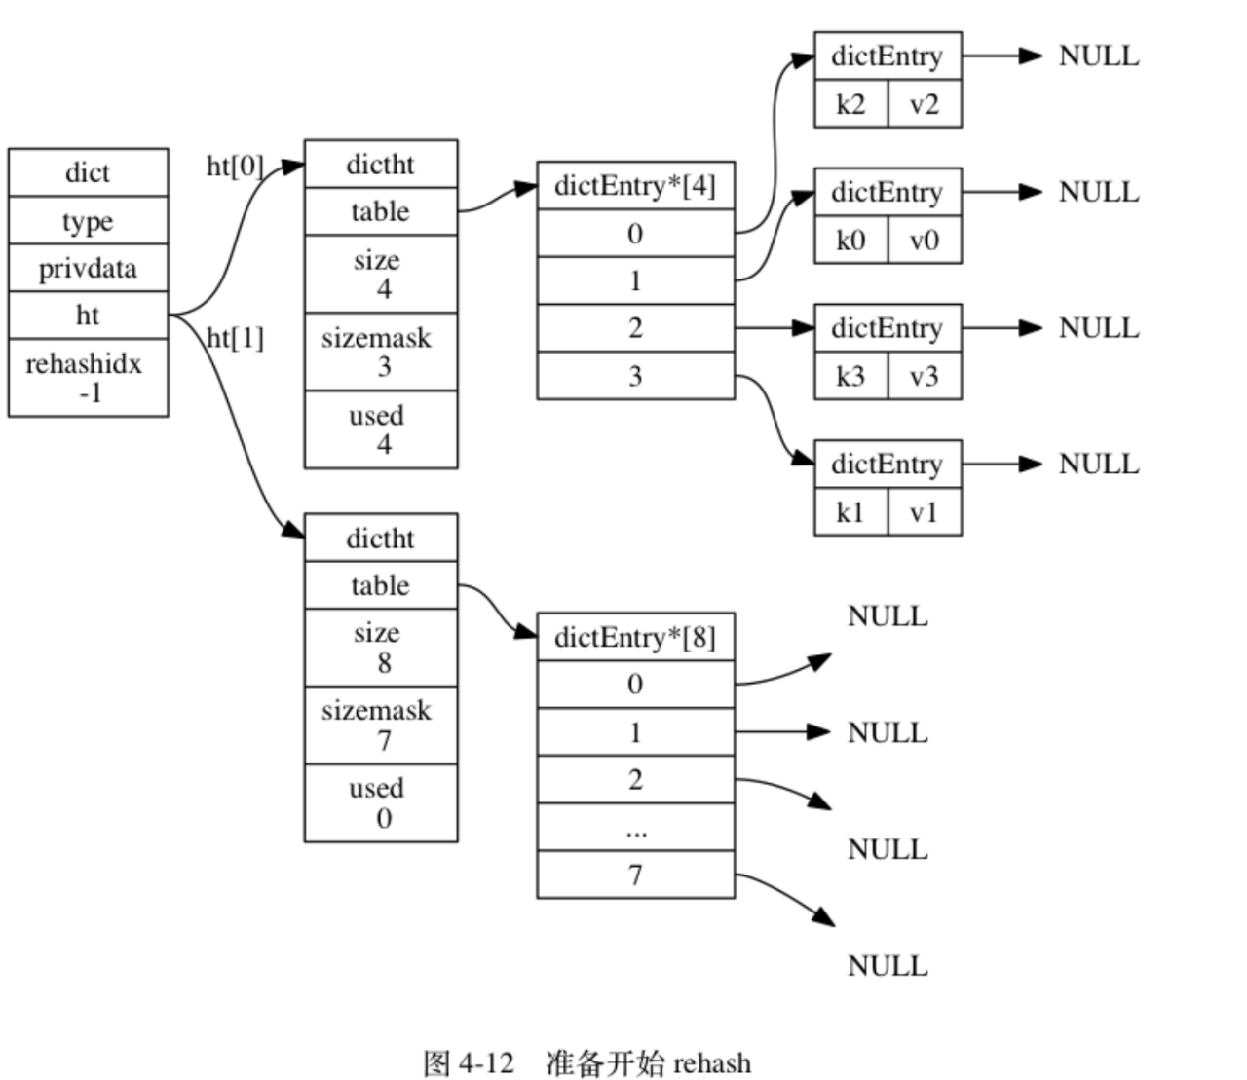 dict
type
privdata
ht
rehashidx
-1
ht[0]
ht[1]
dictht
table
size
4
sizemask
3
used
4
dictht
table
size
8
sizemask
7
used
0
dictEntry*[4]
0
1
2
3
dictEntry*[8]
0
1
2
...
7
dictEntry
k2 v2
NULL
dictEntry
k0 v0
NULL
dictEntry
k3 v3
NULL
dictEntry
k1 v1
NULL
NULL
NULL
NULL
NULL
图 4-12 准备开始 rehash